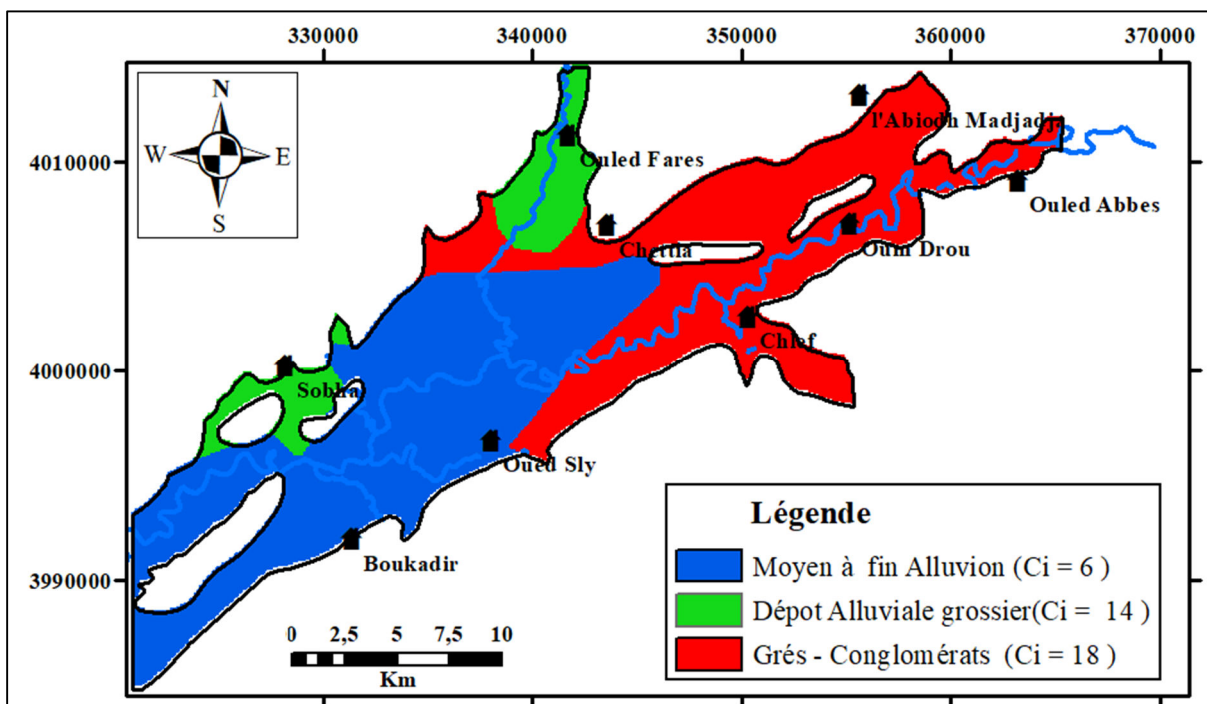 330000 340000 350000 360000 370000
N
W E
S
4010000
4000000
3990000
l'Abiodh Madjadja
Ouled Fares
Ouled Abbes
Chettia
Oum Drou
Chlef
Sobha
Oued Sly
Boukadir
0 2,5 5 7,5 10
Km
Légende
Moyen à fin Alluvion (Ci = 6 )
Dépot Alluviale grossier(Ci = 14 )
Grés - Conglomérats (Ci = 18 )